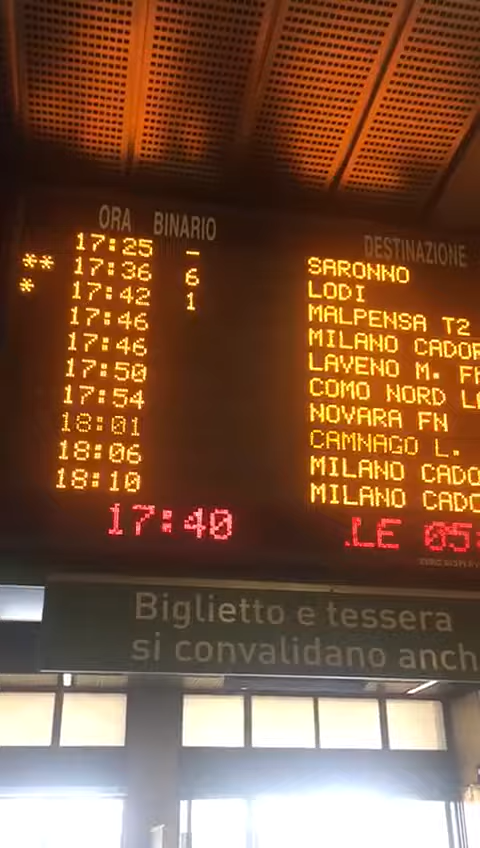 ORA BINARIO DESTINAZIONE
17:25 – SARONNO
** 17:36 6 LODI
* 17:42 1 MALPENSA T2
17:46 MILANO CADOR
17:46 LAVENO M. FN
17:50 COMO NORD LA
17:54 NOVARA FN
18:01 CAMNAGO L.
18:06 MILANO CADO
18:10 MILANO CADO
17:40 .LE 05:
Biglietto e tessera
si convalidano anch